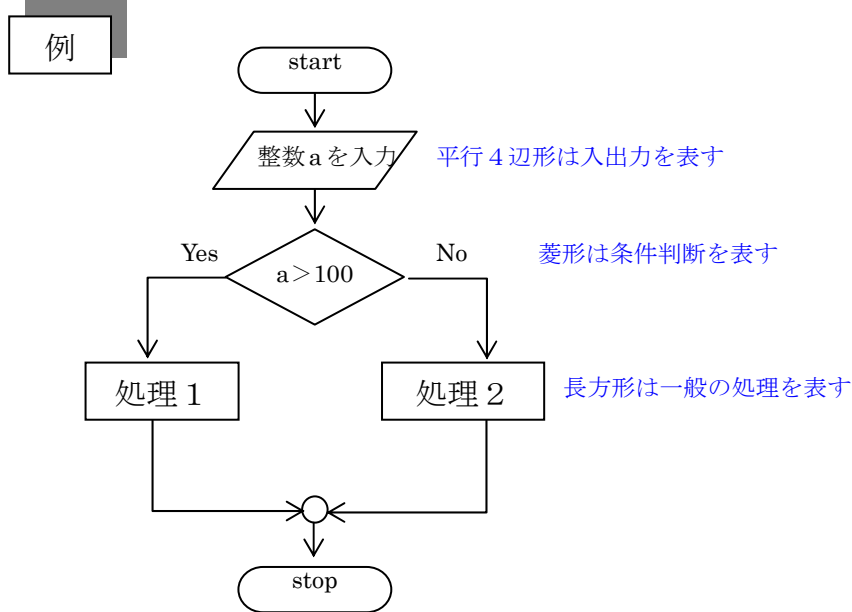 例
start
整数aを入力
平行４辺形は入出力を表す
Yes
No
菱形は条件判断を表す
a＞100
処理１
処理２
長方形は一般の処理を表す
stop